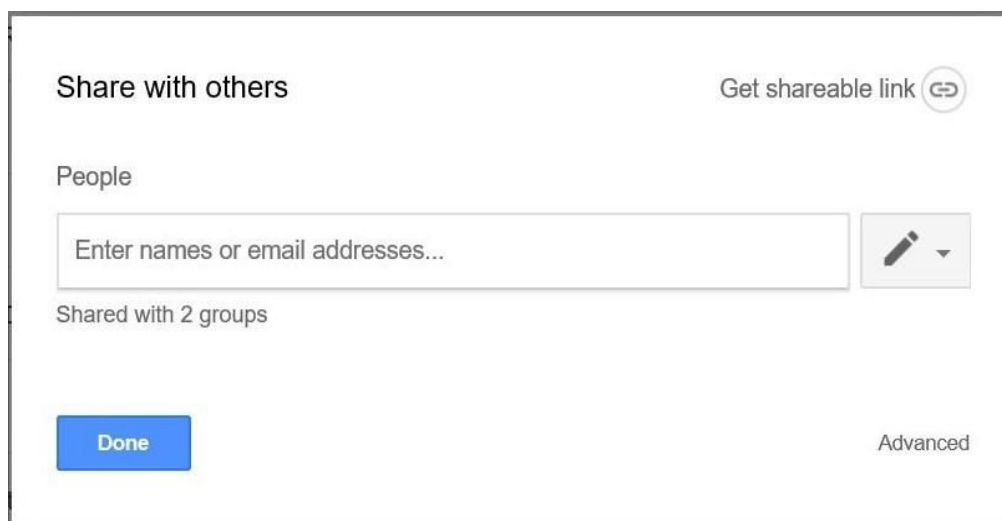 Share with others
Get shareable link
People
Enter names or email addresses...
Shared with 2 groups
Done
Advanced